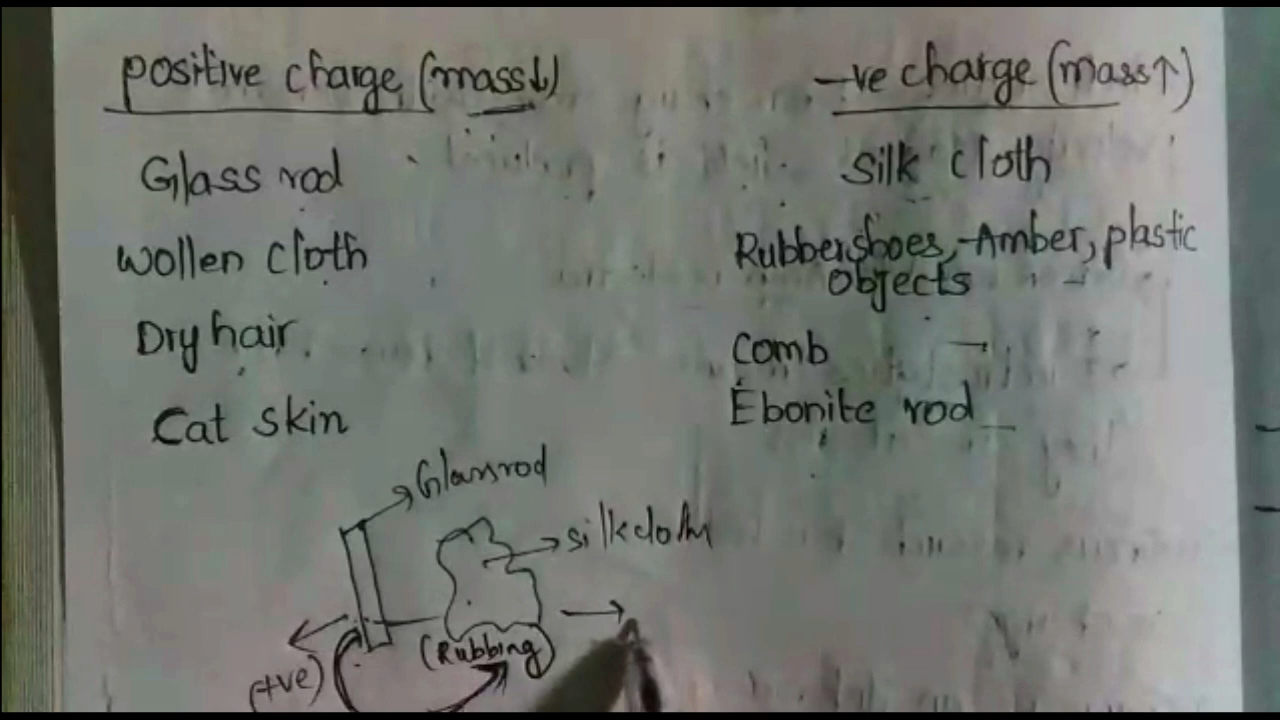 positive charge (mass↓)
-ve charge (mass↑)
Glass rod
Silk cloth
Wollen cloth
Rubbershoes, Amber, plastic
objects
Dry hair
Comb
Cat skin
Ebonite rod
Glassrod
silkcloth
(Rubbing)
(+ve)